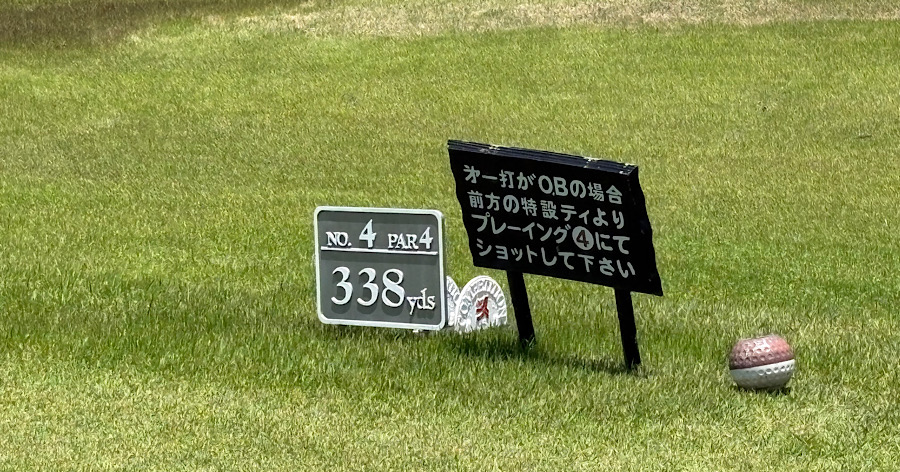 NO. 4 PAR 4
338 yds
オ一打がO.Bの場合
前方の特設ティより
プレーイング④にて
ショットして下さい